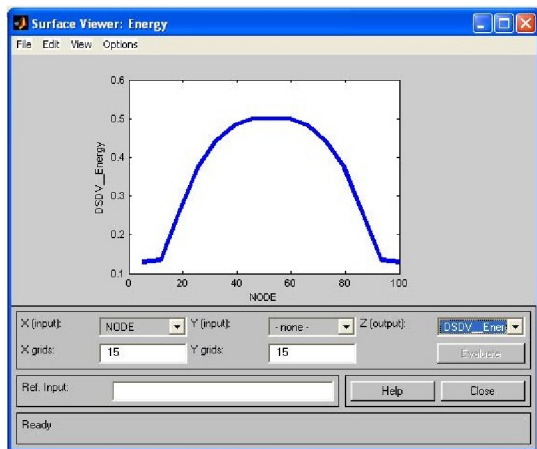 Surface Viewer: Energy
File Edit View Options
0.6
0.5
0.4
0.3
0.2
0.1
DSDV__Energy
0 20 40 60 80 100
NODE
X (input): NODE Y (input): - none - Z (output): DSDV__Ener
X grids: 15 Y grids: 15 Evaluate
Ref. Input: Help Close
Ready